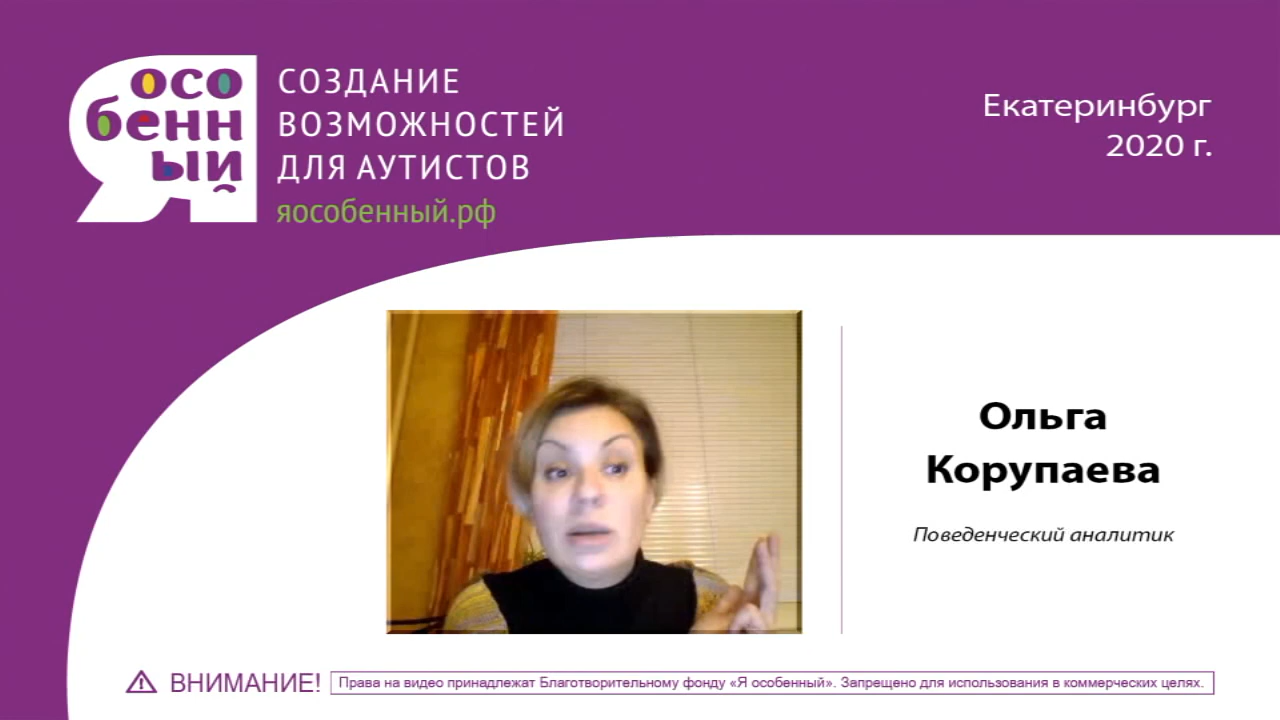 осо
бенн
ый
Я
СОЗДАНИЕ
ВОЗМОЖНОСТЕЙ
ДЛЯ АУТИСТОВ
яособенный.рф
Екатеринбург
2020 г.
Ольга
Корупаева
Поведенческий аналитик
ВНИМАНИЕ!
Права на видео принадлежат Благотворительному фонду «Я особенный». Запрещено для использования в коммерческих целях.